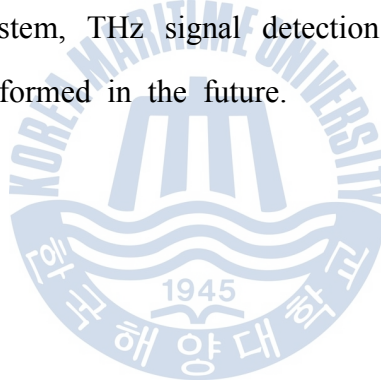 stem, THz signal detection
formed in the future.
KOREA MARITIME UNIVERSITY
1945
한국해양대학교